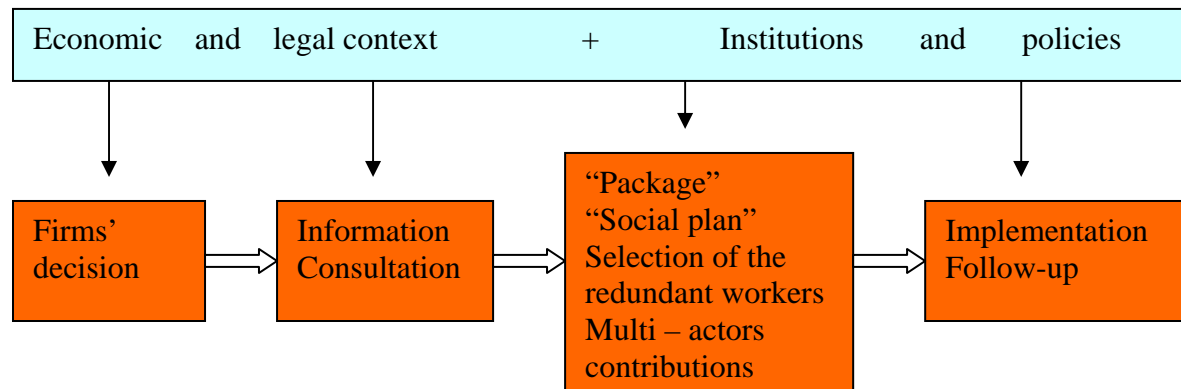 Economic and legal context + Institutions and policies
Firms’
decision
Information
Consultation
“Package”
“Social plan”
Selection of the
redundant workers
Multi – actors
contributions
Implementation
Follow-up